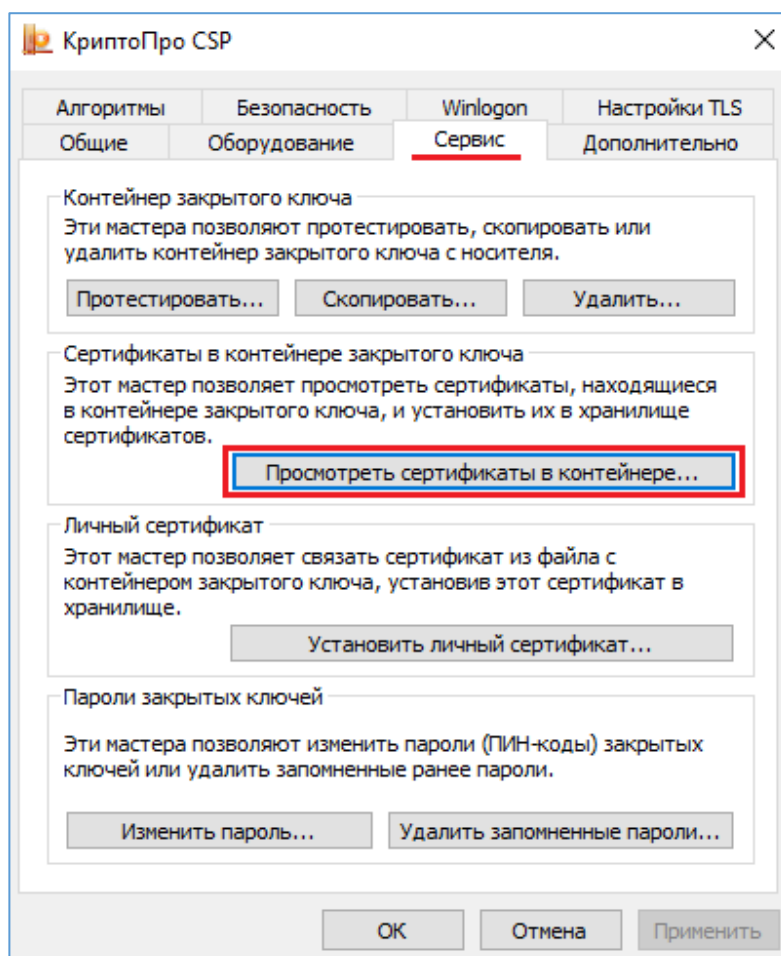 КриптоПро CSP
Алгоритмы Безопасность Winlogon Настройки TLS
Общие Оборудование Сервис Дополнительно
Контейнер закрытого ключа
Эти мастера позволяют протестировать, скопировать или
удалить контейнер закрытого ключа с носителя.
Протестировать... Скопировать... Удалить...
Сертификаты в контейнере закрытого ключа
Этот мастер позволяет просмотреть сертификаты, находящиеся
в контейнере закрытого ключа, и установить их в хранилище
сертификатов.
Просмотреть сертификаты в контейнере...
Личный сертификат
Этот мастер позволяет связать сертификат из файла с
контейнером закрытого ключа, установив этот сертификат в
хранилище.
Установить личный сертификат...
Пароли закрытых ключей
Эти мастера позволяют изменить пароли (ПИН-коды) закрытых
ключей или удалить запомненные ранее пароли.
Изменить пароль... Удалить запомненные пароли...
ОК Отмена Применить